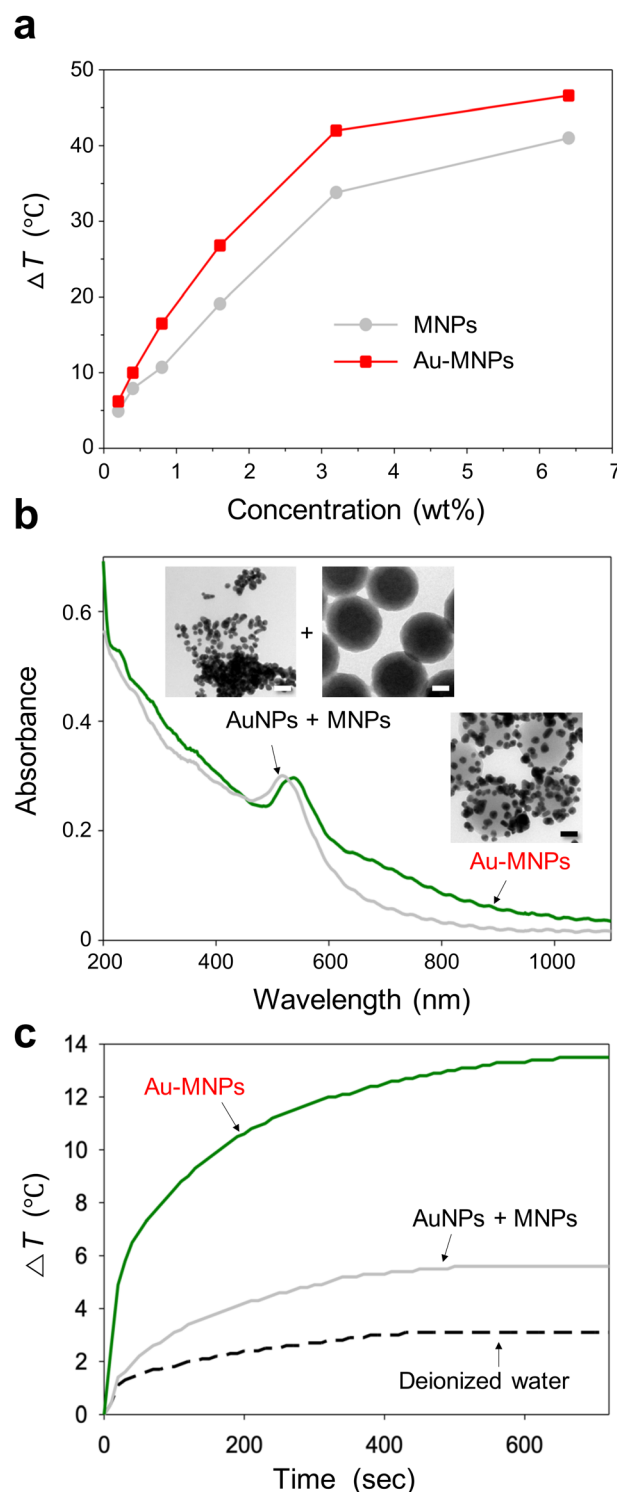 a
50
40
30
20
10
0
△T (℃)
MNPs
Au-MNPs
0 1 2 3 4 5 6 7
Concentration (wt%)
b
0.6
0.4
0.2
0
Absorbance
+
AuNPs + MNPs
Au-MNPs
200 400 600 800 1000
Wavelength (nm)
c
14
12
10
8
6
4
2
0
△T (℃)
Au-MNPs
AuNPs + MNPs
Deionized water
0 200 400 600
Time (sec)